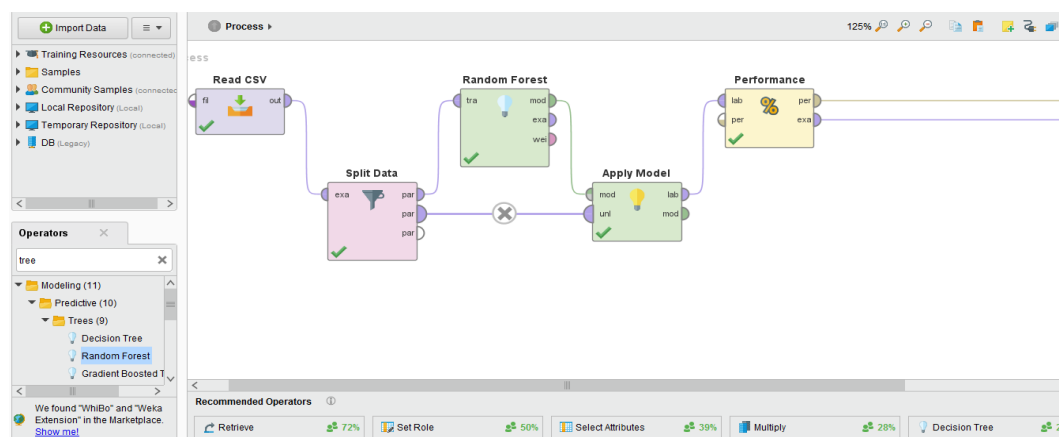 Import Data
Process
125%
Training Resources (connected)
Samples
Community Samples (connected
Local Repository (Local)
Temporary Repository (Local)
DB (Legacy)
ess
Read CSV
fil out
Random Forest
tra mod
exa
wei
Performance
lab per
per exa
%
Split Data
exa par
par
par
Apply Model
mod lab
unl mod
Operators
tree
Modeling (11)
Predictive (10)
Trees (9)
Decision Tree
Random Forest
Gradient Boosted T
We found "WhiBo" and "Weka
Extension" in the Marketplace.
Show me!
Recommended Operators
Retrieve 72%
Set Role 50%
Select Attributes 39%
Multiply 28%
Decision Tree